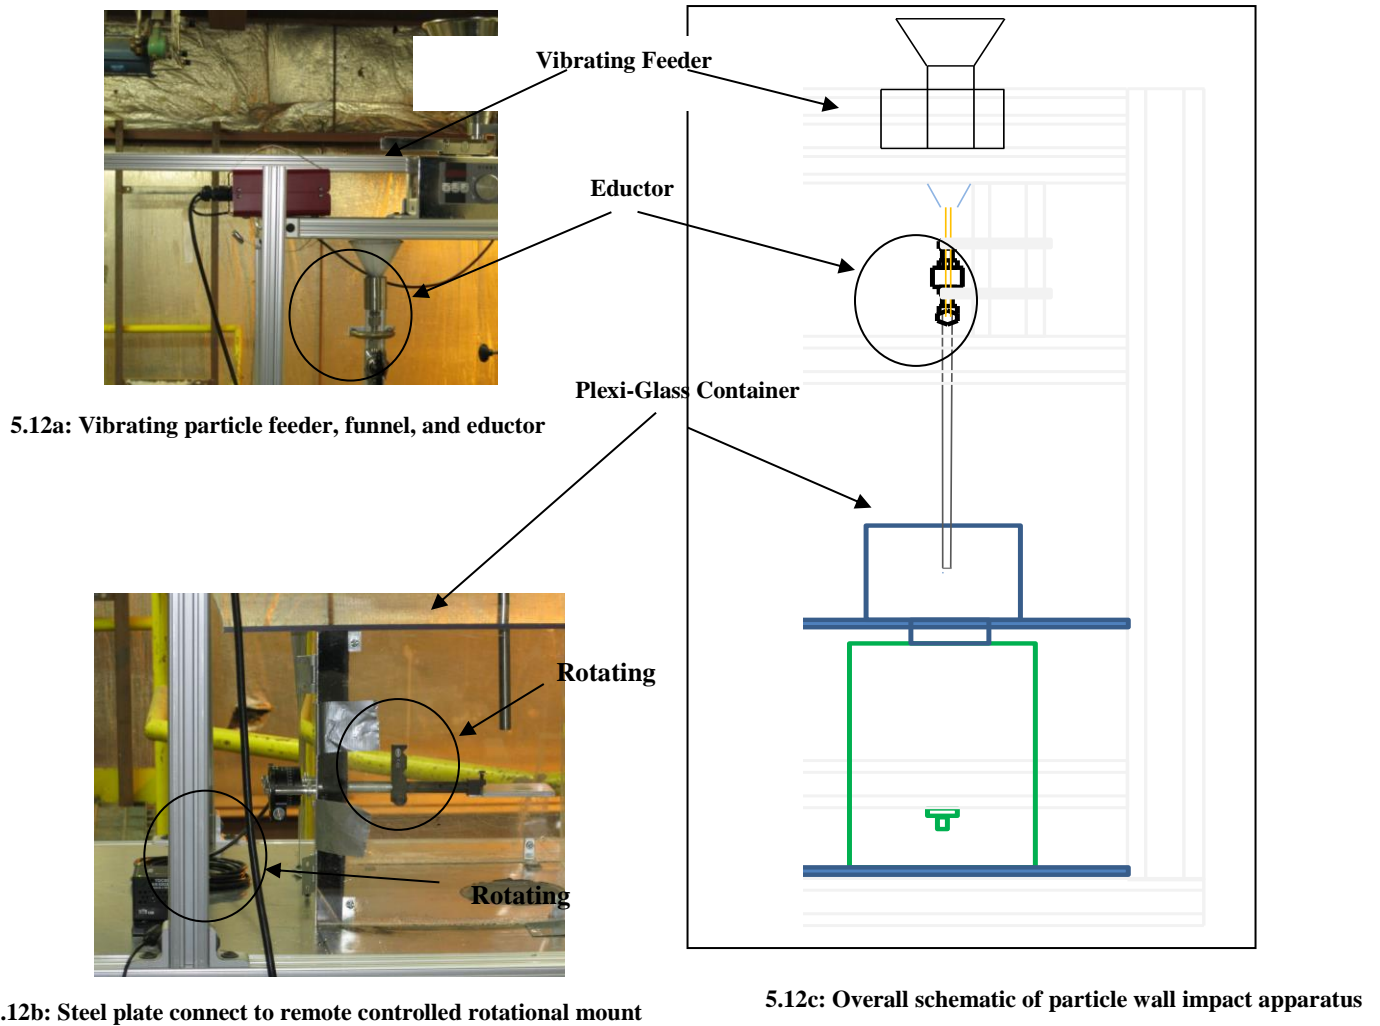 Vibrating Feeder
Eductor
5.12a: Vibrating particle feeder, funnel, and eductor
Plexi-Glass Container
Rotating
Rotating
.12b: Steel plate connect to remote controlled rotational mount
5.12c: Overall schematic of particle wall impact apparatus